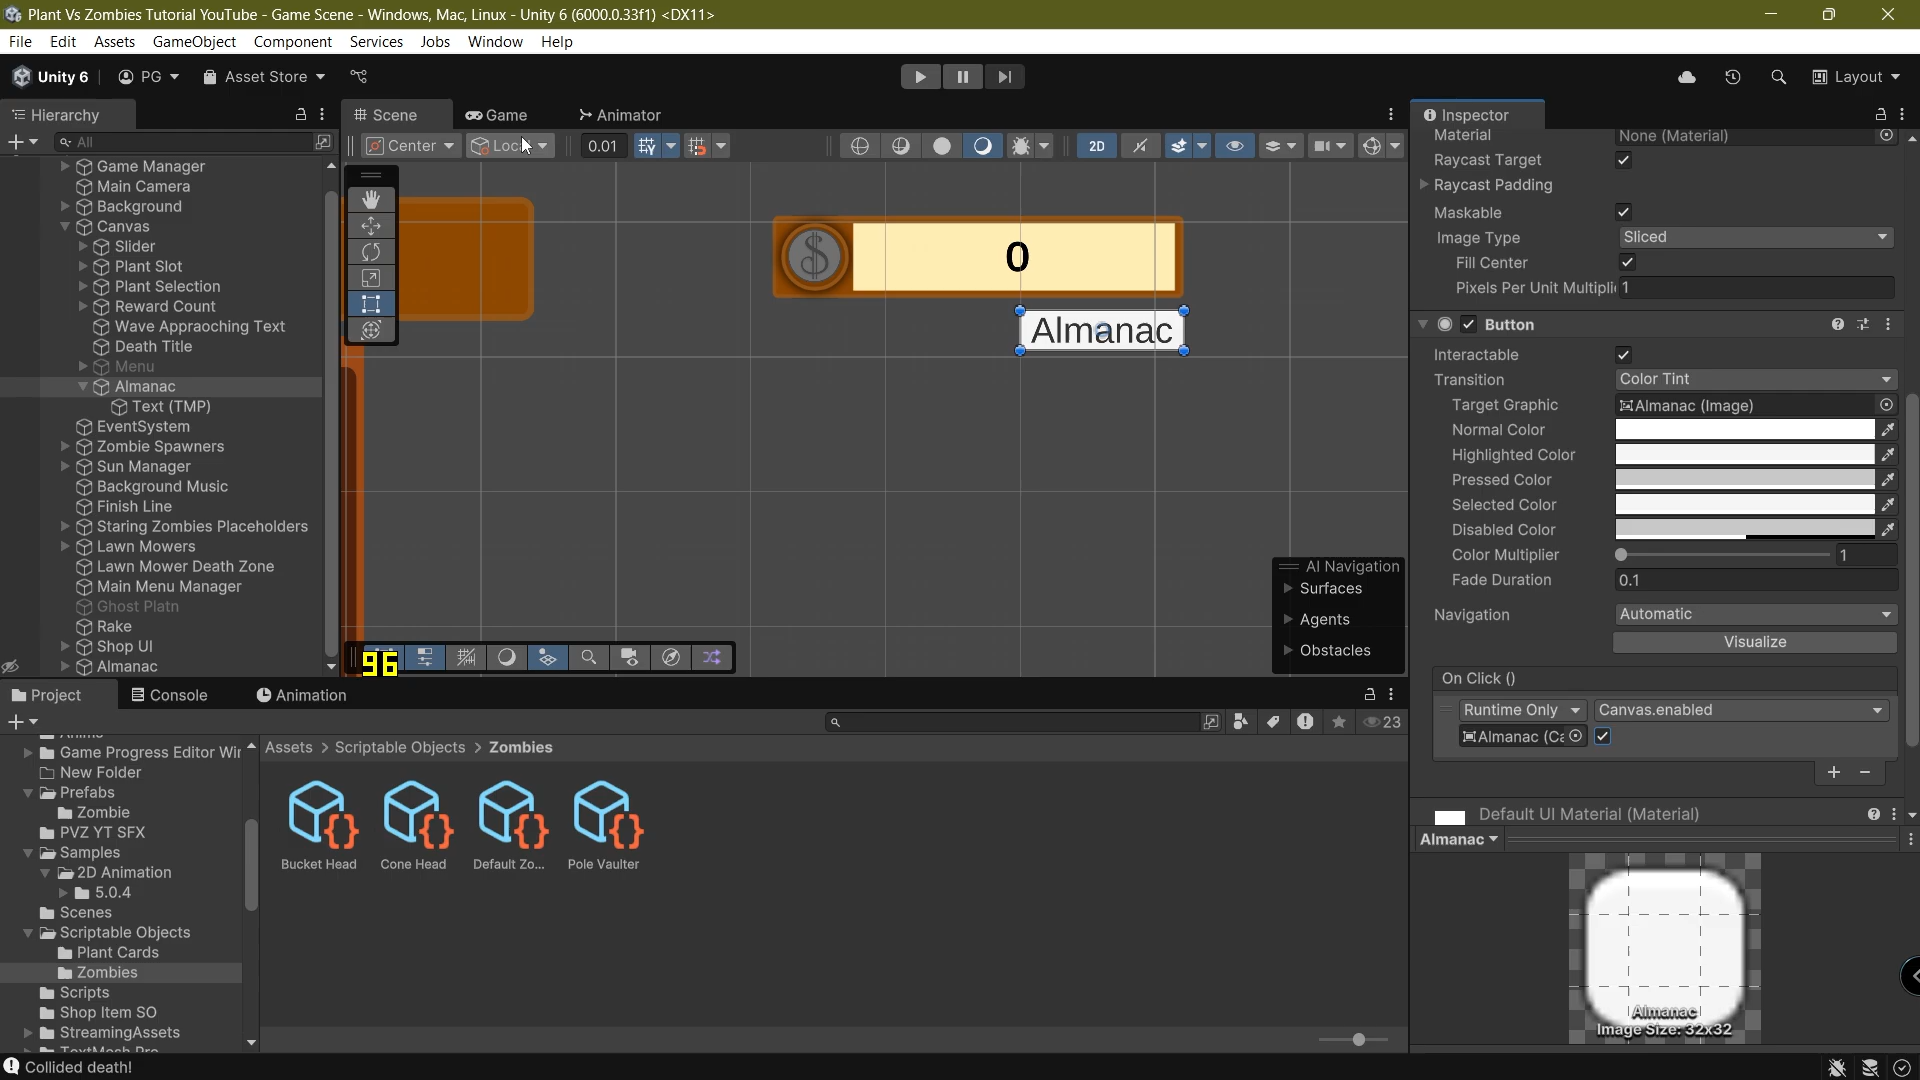 Plant Vs Zombies Tutorial YouTube - Game Scene - Windows, Mac, Linux - Unity 6 (6000.0.33f1) <DX11>
File Edit Assets GameObject Component Services Jobs Window Help
Unity 6 PG Asset Store Layout
Hierarchy Scene Game Animator Inspector
All Center Loc 0.01 2D
Game Manager
Main Camera
Background
Canvas
Slider
Plant Slot
Plant Selection
Reward Count
Wave Appraoching Text
Death Title
Menu
Almanac
Text (TMP)
EventSystem
Zombie Spawners
Sun Manager
Background Music
Finish Line
Staring Zombies Placeholders
Lawn Mowers
Lawn Mower Death Zone
Main Menu Manager
Ghost Platn
Rake
Shop UI
Almanac
$ 0
Almanac
AI Navigation
Surfaces
Agents
Obstacles
96
Material None (Material)
Raycast Target
Raycast Padding
Maskable
Image Type Sliced
Fill Center
Pixels Per Unit Multipli 1
Button
Interactable
Transition Color Tint
Target Graphic Almanac (Image)
Normal Color
Highlighted Color
Pressed Color
Selected Color
Disabled Color
Color Multiplier 1
Fade Duration 0.1
Navigation Automatic
Visualize
On Click ()
Runtime Only Canvas.enabled
Almanac (Ca
+ −
Default UI Material (Material)
Almanac
Almanac
Image Size: 32x32
Project Console Animation
23
Game Progress Editor Wir
New Folder
Prefabs
Zombie
PVZ YT SFX
Samples
2D Animation
5.0.4
Scenes
Scriptable Objects
Plant Cards
Zombies
Scripts
Shop Item SO
StreamingAssets
Assets > Scriptable Objects > Zombies
Bucket Head Cone Head Default Zo... Pole Vaulter
Collided death!